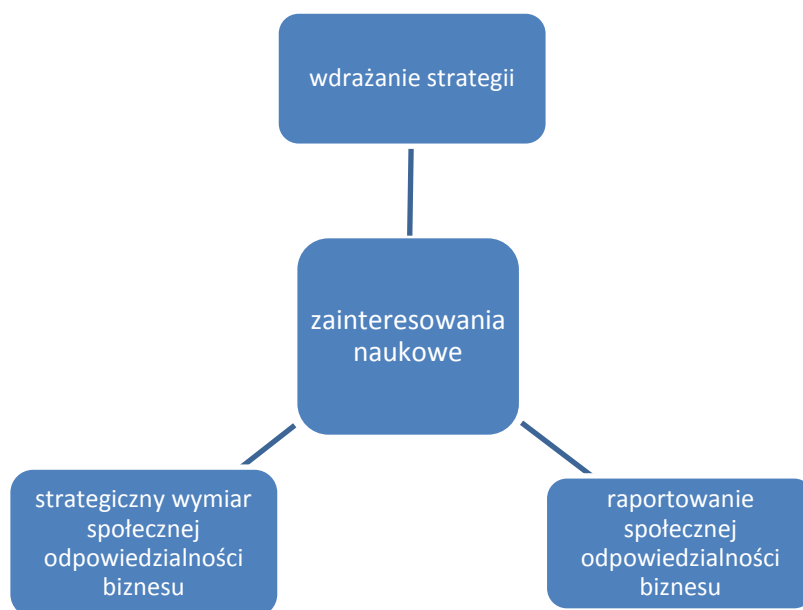 wdrażanie strategii
zainteresowania
naukowe
strategiczny wymiar
społecznej
odpowiedzialności
biznesu
raportowanie
społecznej
odpowiedzialności
biznesu